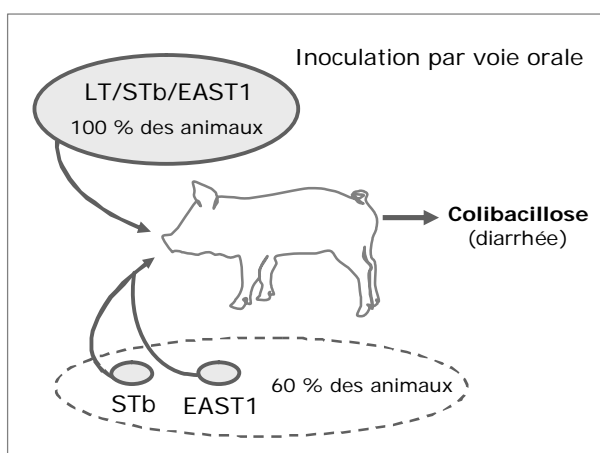 Inoculation par voie orale
LT/STb/EAST1
100 % des animaux
Colibacillose
(diarrhée)
60 % des animaux
STb
EAST1